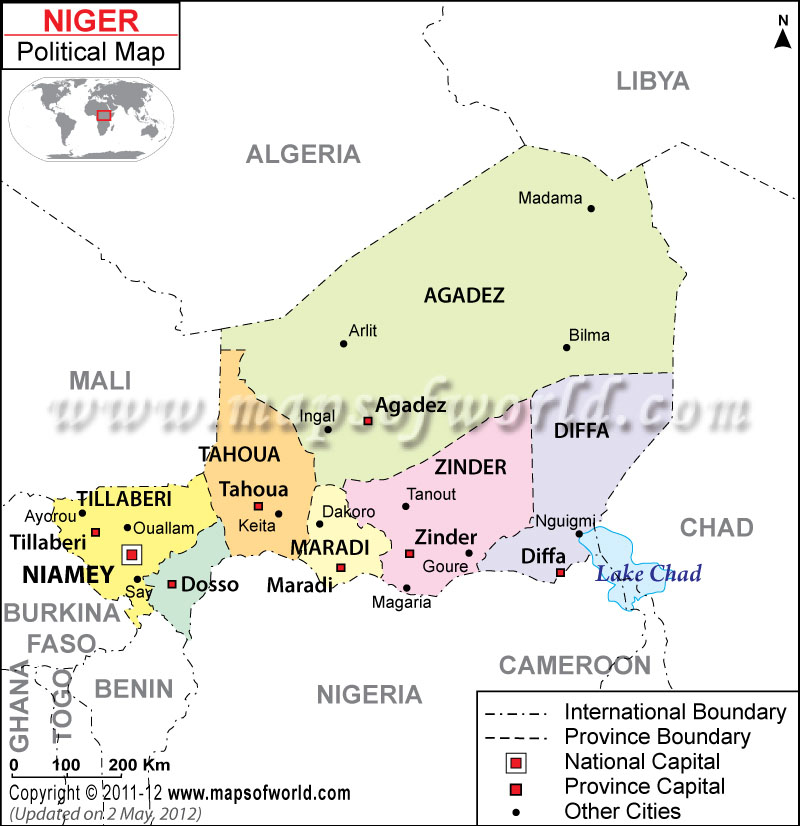 NIGER
Political Map
N
LIBYA
ALGERIA
Madama
AGADEZ
Arlit
Bilma
MALI
www.mapsofworld.com
Ingal
Agadez
DIFFA
TAHOUA
ZINDER
Tahoua
Tanout
TILLABERI
Ayorou
Ouallam
Keita
Dakoro
Nguigmi
CHAD
Tillaberi
MARADI
Zinder
Goure
Diffa
Lake Chad
NIAMEY
Say
Dosso
Maradi
Magaria
BURKINA
FASO
CAMEROON
GHANA
TOGO
BENIN
NIGERIA
International Boundary
Province Boundary
National Capital
Province Capital
Other Cities
0 100 200 Km
Copyright © 2011-12 www.mapsofworld.com
(Updated on 2 May, 2012)